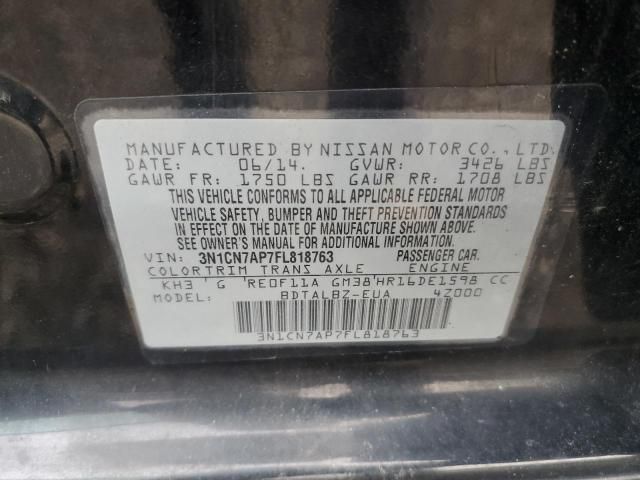 MANUFACTURED BY NISSAN MOTOR CO., LTD.
DATE: 06/14. GVWR: 3426 LBS
GAWR FR: 1750 LBS GAWR RR: 1708 LBS
THIS VEHICLE CONFORMS TO ALL APPLICABLE FEDERAL MOTOR
VEHICLE SAFETY, BUMPER AND THEFT PREVENTION STANDARDS
IN EFFECT ON THE DATE OF MANUFACTURE SHOWN ABOVE.
SEE OWNER'S MANUAL FOR ADDITIONAL INFORMATION.
VIN: 3N1CN7AP7FL818763 PASSENGER CAR.
COLOR TRIM TRANS AXLE ENGINE
KH3 'G 'RE0F11A GM38'HR16DE1598 CC
MODEL: BDTALBZ-EUA 4Z000
3N1CN7AP7FL818763